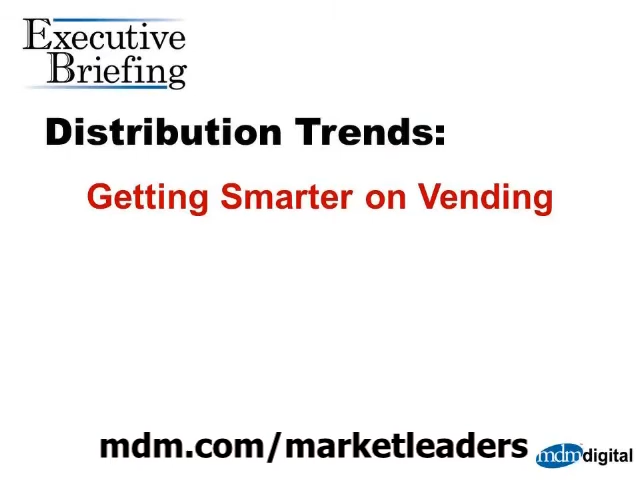 Executive
Briefing
Distribution Trends:
Getting Smarter on Vending
mdm.com/marketleaders
mdm digital